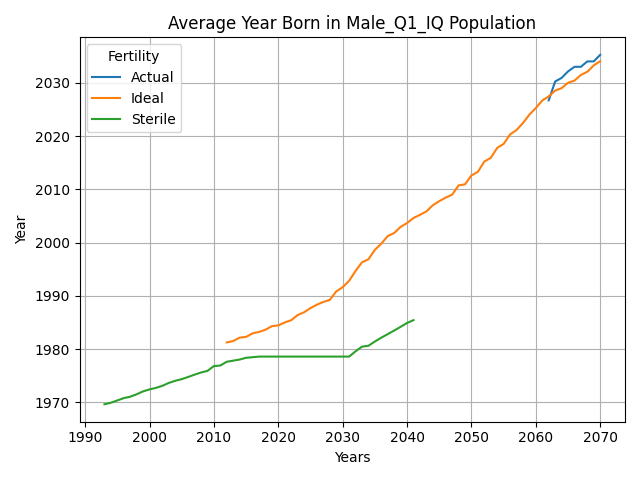 Average Year Born in Male_Q1_IQ Population
Fertility
Actual
Ideal
Sterile
Year
2030
2020
2010
2000
1990
1980
1970
1990 2000 2010 2020 2030 2040 2050 2060 2070
Years